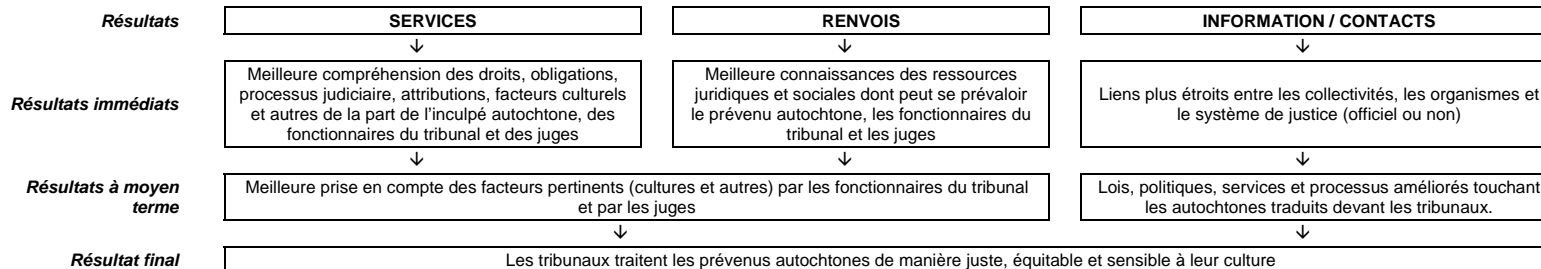 Résultats
SERVICES
RENVOIS
INFORMATION / CONTACTS
Résultats immédiats
Meilleure compréhension des droits, obligations,
processus judiciaire, attributions, facteurs culturels
et autres de la part de l'inculpé autochtone, des
fonctionnaires du tribunal et des juges
Meilleure connaissances des ressources
juridiques et sociales dont peut se prévaloir
le prévenu autochtone, les fonctionnaires du
tribunal et les juges
Liens plus étroits entre les collectivités, les organismes et
le système de justice (officiel ou non)
Résultats à moyen
terme
Meilleure prise en compte des facteurs pertinents (cultures et autres) par les fonctionnaires du tribunal
et par les juges
Lois, politiques, services et processus améliorés touchant
les autochtones traduits devant les tribunaux.
Résultat final
Les tribunaux traitent les prévenus autochtones de manière juste, équitable et sensible à leur culture